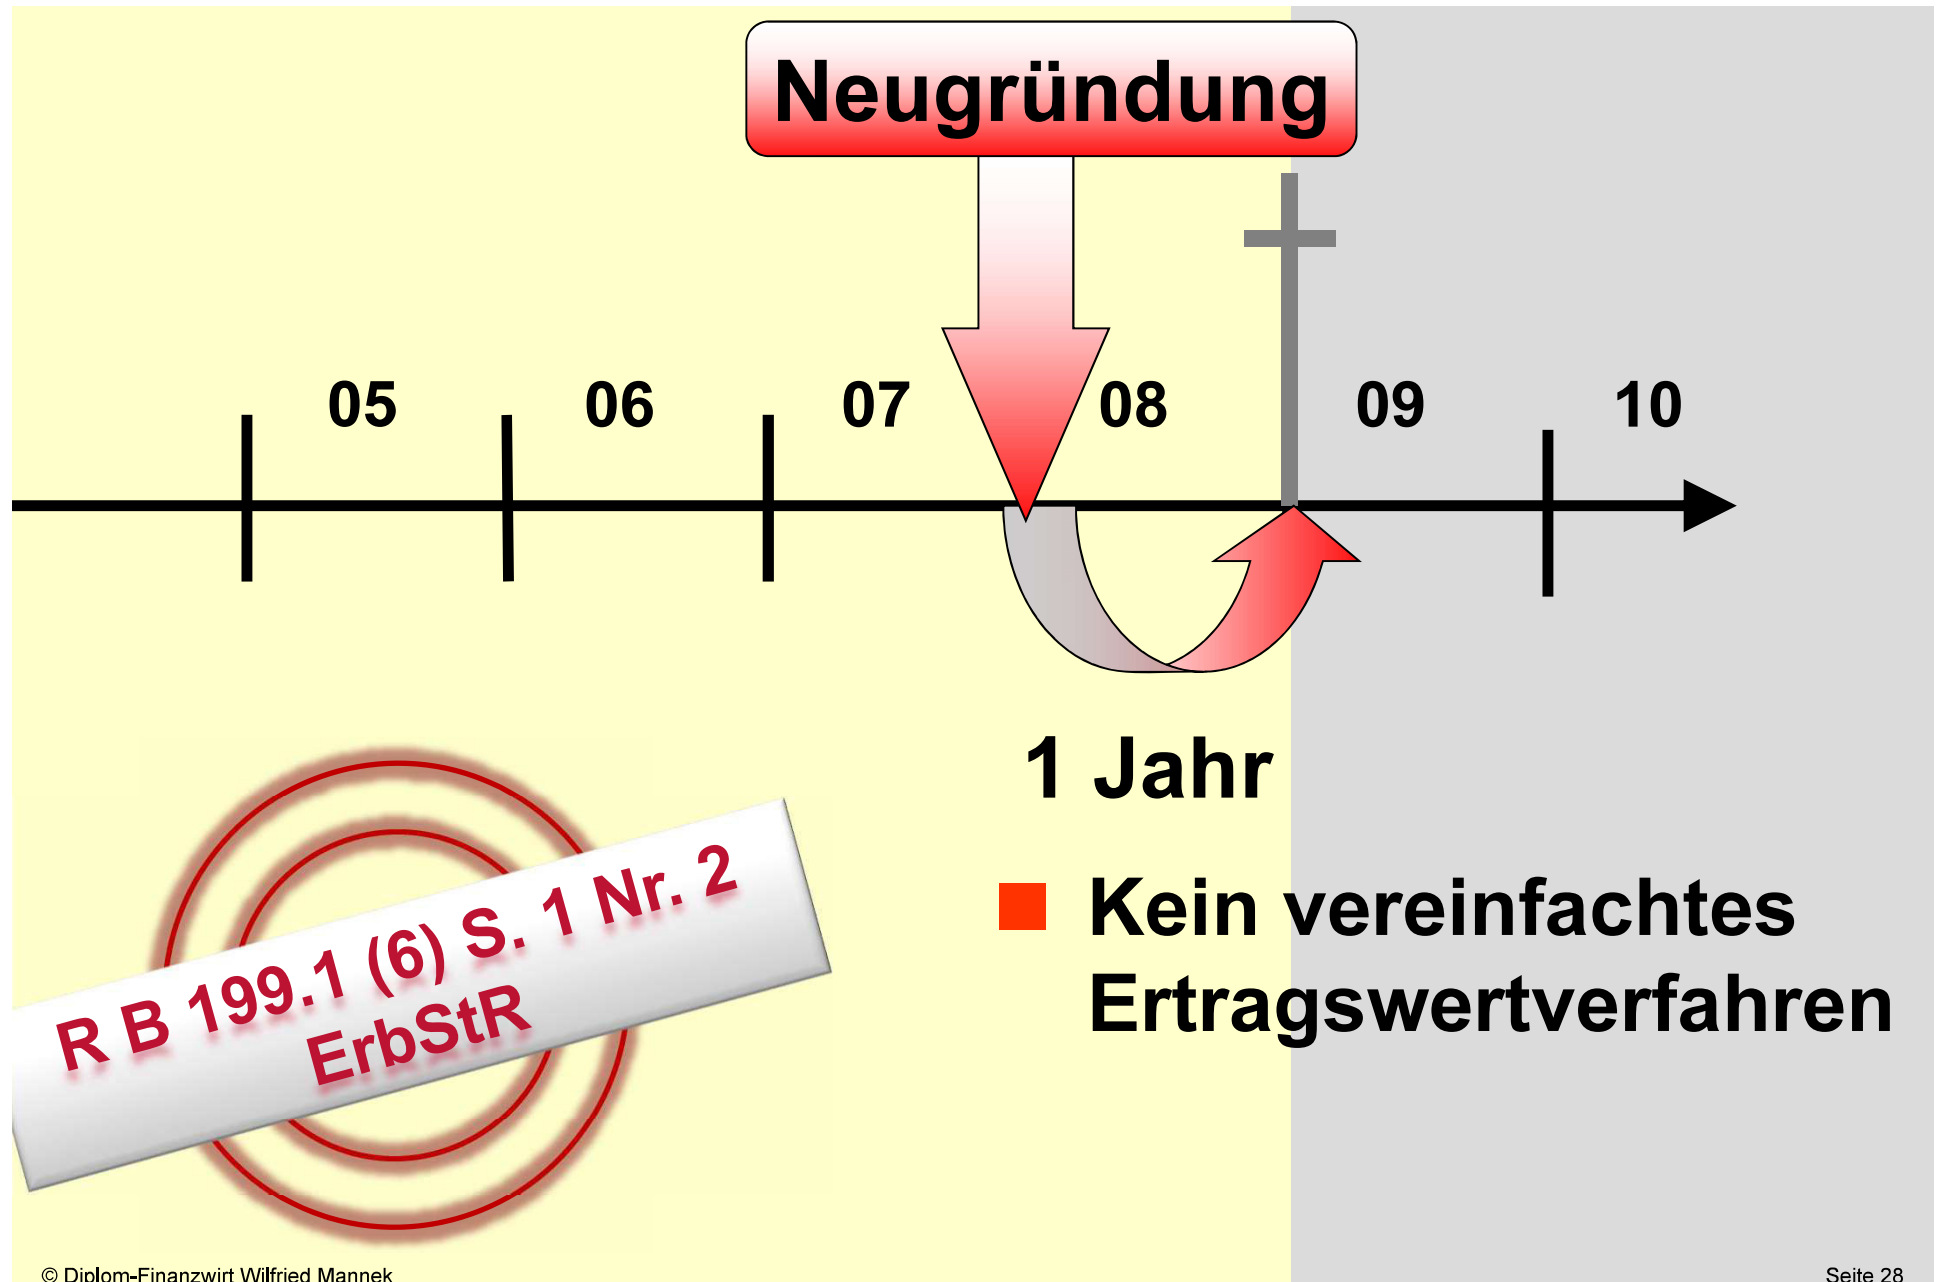 Neugründung
05 06 07 08 09 10
1 Jahr
Kein vereinfachtes
Ertragswertverfahren
R B 199.1 (6) S. 1 Nr. 2
ErbStR
© Diplom-Finanzwirt Wilfried Mannek
Seite 28